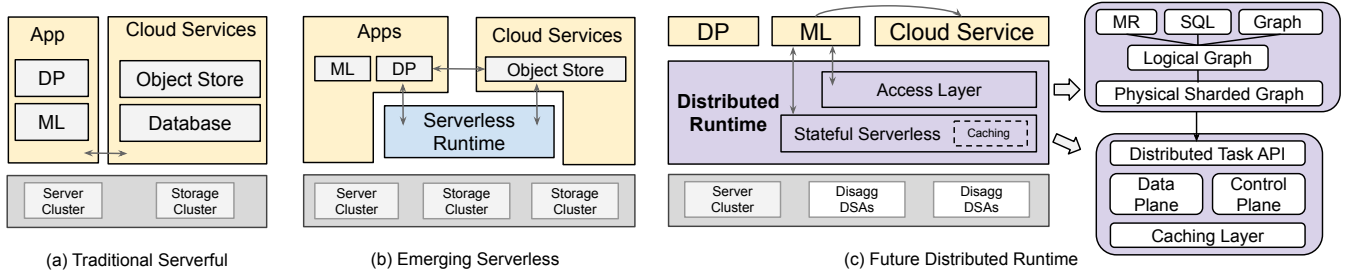 App
DP
ML
Cloud Services
Object Store
Database
Server
Cluster
Storage
Cluster
(a) Traditional Serverful
Apps
ML
DP
Cloud Services
Object Store
Serverless
Runtime
Server
Cluster
Storage
Cluster
Storage
Cluster
(b) Emerging Serverless
DP
ML
Cloud Service
Distributed
Runtime
Access Layer
Stateful Serverless
Caching
Server
Cluster
Disagg
DSAs
Disagg
DSAs
(c) Future Distributed Runtime
MR
SQL
Graph
Logical Graph
Physical Sharded Graph
Distributed Task API
Data
Plane
Control
Plane
Caching Layer